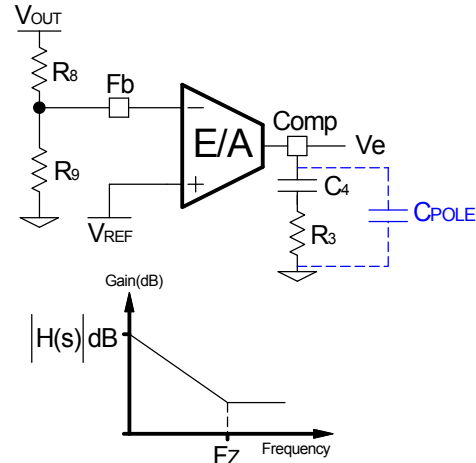 VOUT
R8
Fb
R9
E/A
−
+
VREF
Comp
Ve
C4
R3
CPOLE
Gain(dB)
|H(s)|dB
FZ
Frequency